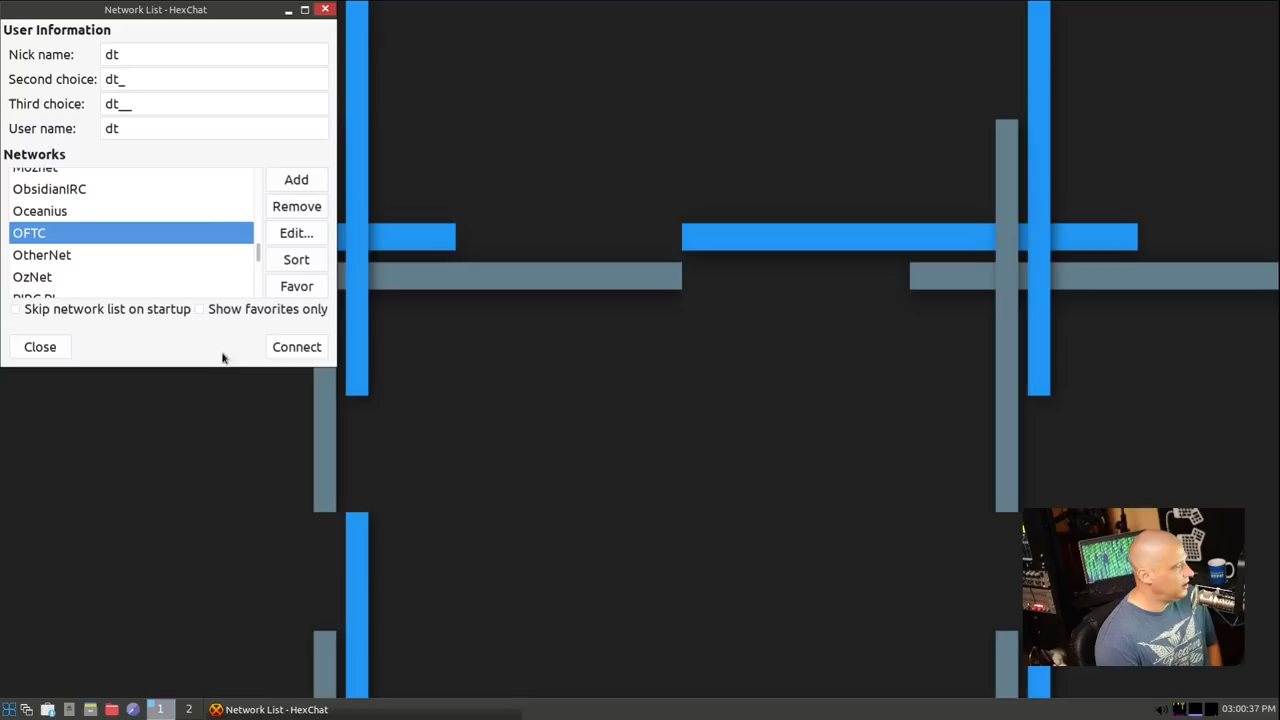 Network List - HexChat
User Information
Nick name: dt
Second choice: dt_
Third choice: dt__
User name: dt
Networks
Moznet
ObsidianIRC
Oceanius
OFTC
OtherNet
OzNet
Add
Remove
Edit...
Sort
Favor
Skip network list on startup
Show favorites only
Close
Connect
1
2
Network List - HexChat
03:00:37 PM